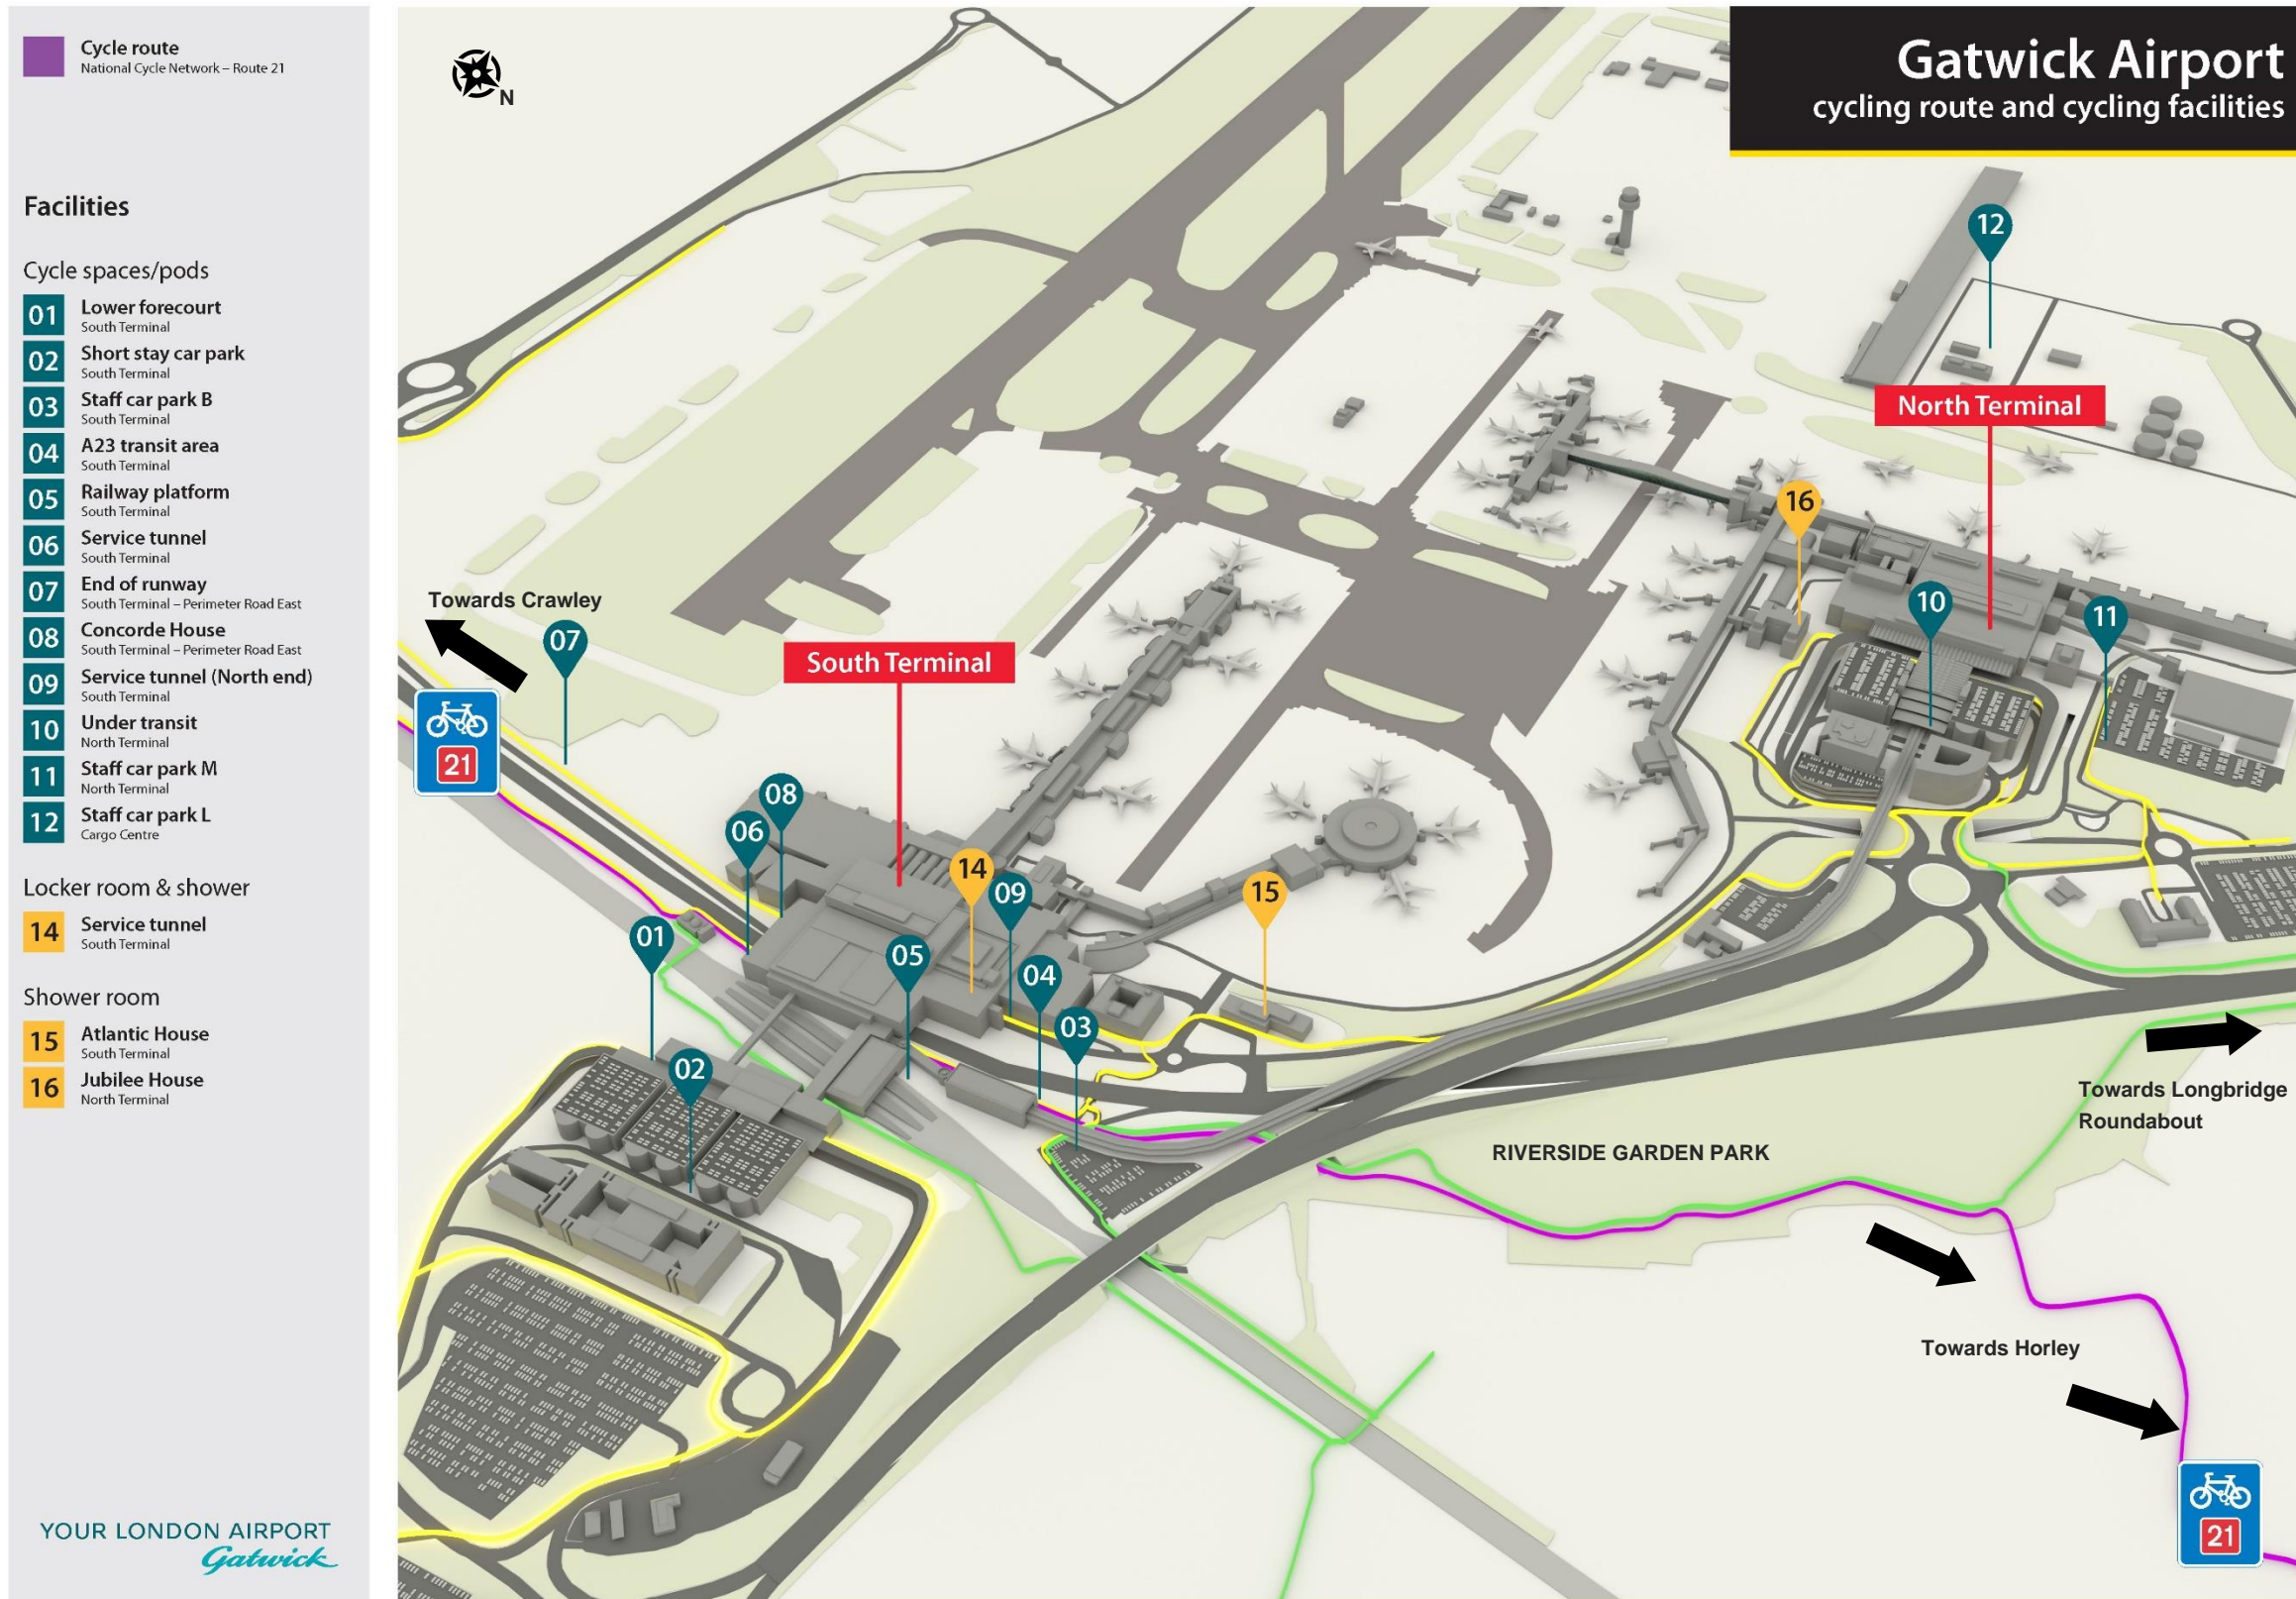 Cycle route
National Cycle Network – Route 21
Facilities
Cycle spaces/pods
01 Lower forecourt
South Terminal
02 Short stay car park
South Terminal
03 Staff car park B
South Terminal
04 A23 transit area
South Terminal
05 Railway platform
South Terminal
06 Service tunnel
South Terminal
07 End of runway
South Terminal – Perimeter Road East
08 Concorde House
South Terminal – Perimeter Road East
09 Service tunnel (North end)
South Terminal
10 Under transit
North Terminal
11 Staff car park M
North Terminal
12 Staff car park L
Cargo Centre
Locker room & shower
14 Service tunnel
South Terminal
Shower room
15 Atlantic House
South Terminal
16 Jubilee House
North Terminal
YOUR LONDON AIRPORT
Gatwick
N
Gatwick Airport
cycling route and cycling facilities
12
North Terminal
16
10
11
Towards Crawley
07
South Terminal
21
08
06
14
09
15
01
05
04
03
02
Towards Longbridge
Roundabout
RIVERSIDE GARDEN PARK
Towards Horley
21